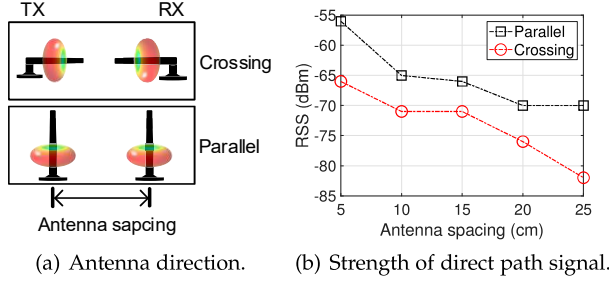 TX RX
Crossing
Parallel
Antenna sapcing
(a) Antenna direction.
-55
-65
-70
-75
-80
-85
RSS (dBm)
Parallel
Crossing
5 10 15 20 25
Antenna spacing (cm)
(b) Strength of direct path signal.